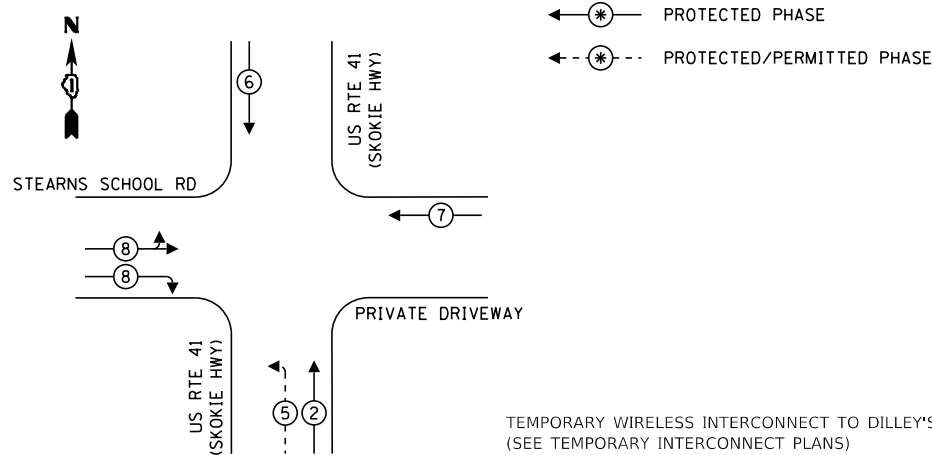 N
PROTECTED PHASE
PROTECTED/PERMITTED PHASE
6
US RTE 41
(SKOKIE HWY)
STEARNS SCHOOL RD
7
8
8
PRIVATE DRIVEWAY
US RTE 41
(SKOKIE HWY)
5
2
TEMPORARY WIRELESS INTERCONNECT TO DILLEY'S
(SEE TEMPORARY INTERCONNECT PLANS)